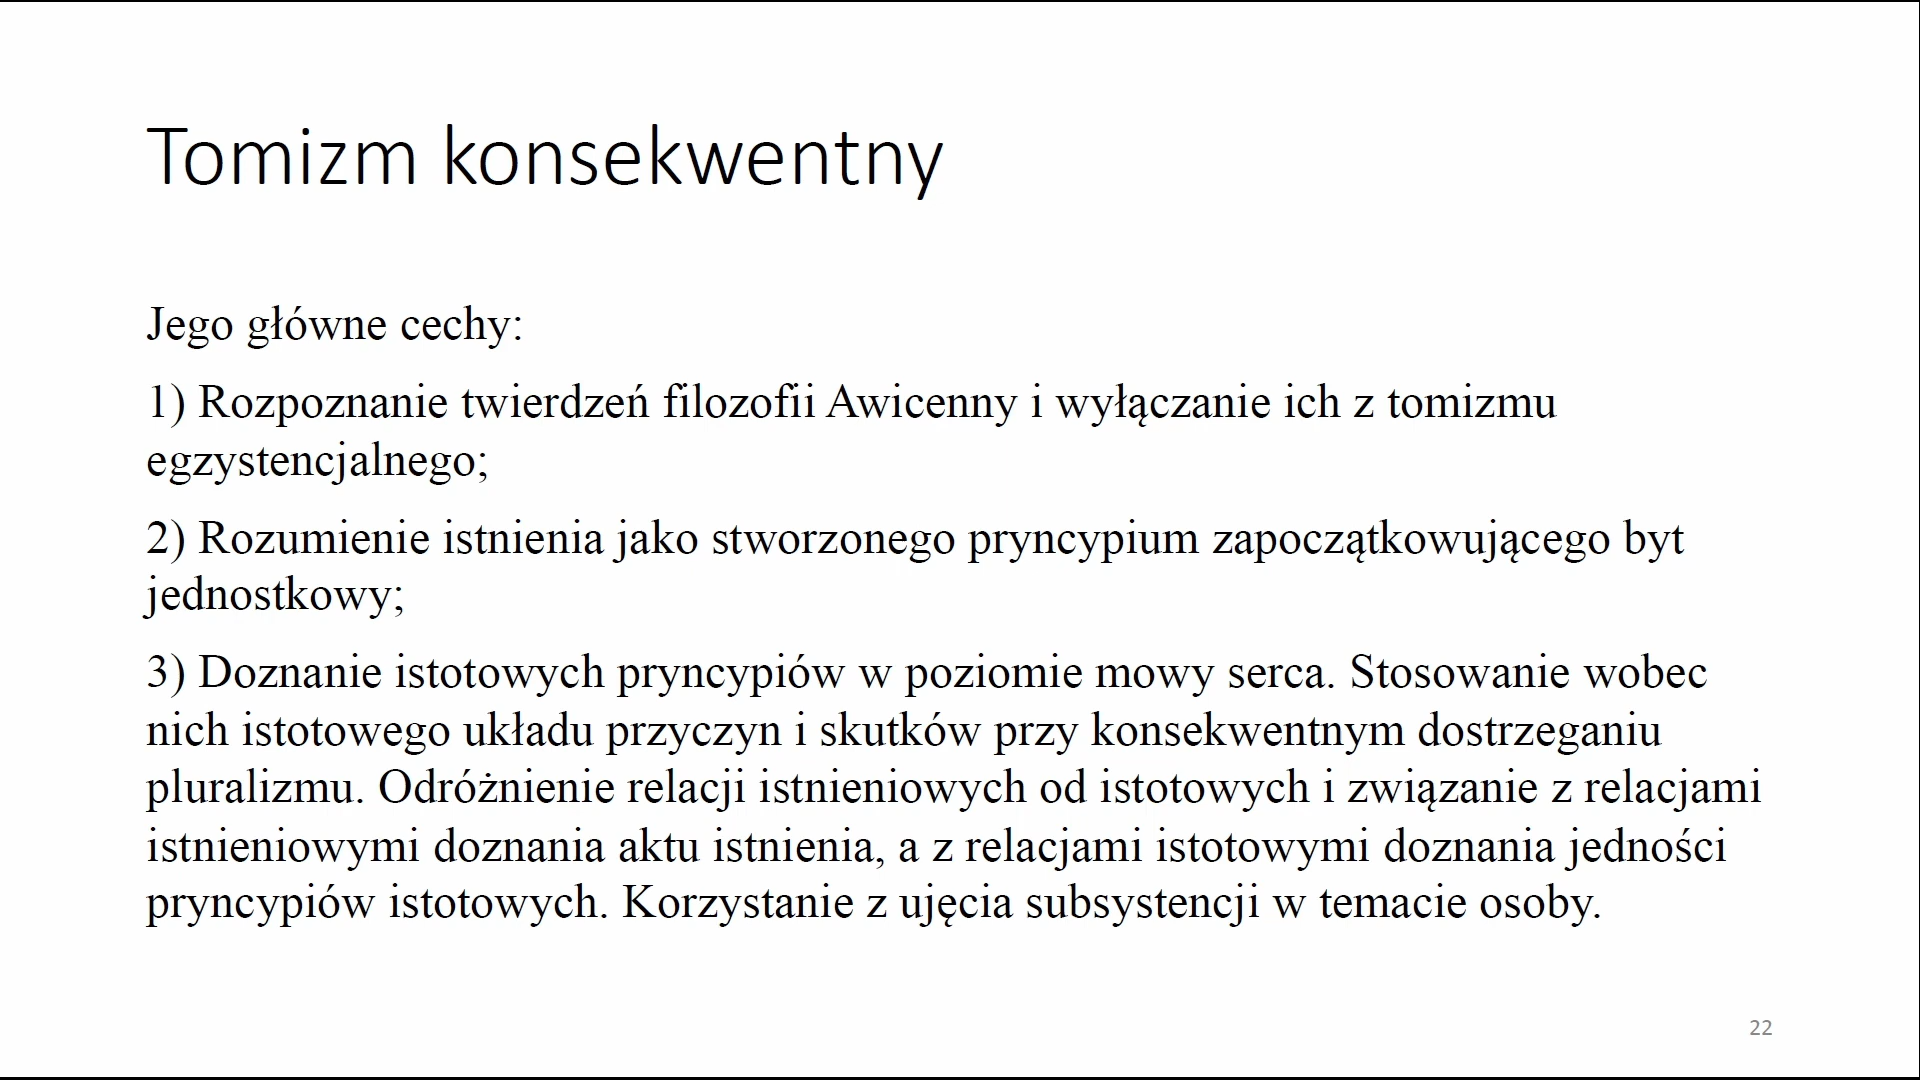 Tomizm konsekwentny
Jego główne cechy:
1) Rozpoznanie twierdzeń filozofii Awicenny i wyłączanie ich z tomizmu
egzystencjalnego;
2) Rozumienie istnienia jako stworzonego pryncypium zapoczątkowującego byt
jednostkowy;
3) Doznanie istotowych pryncypiów w poziomie mowy serca. Stosowanie wobec
nich istotowego układu przyczyn i skutków przy konsekwentnym dostrzeganiu
pluralizmu. Odróżnienie relacji istnieniowych od istotowych i związanie z relacjami
istnieniowymi doznania aktu istnienia, a z relacjami istotowymi doznania jedności
pryncypiów istotowych. Korzystanie z ujęcia subsystencji w temacie osoby.
22